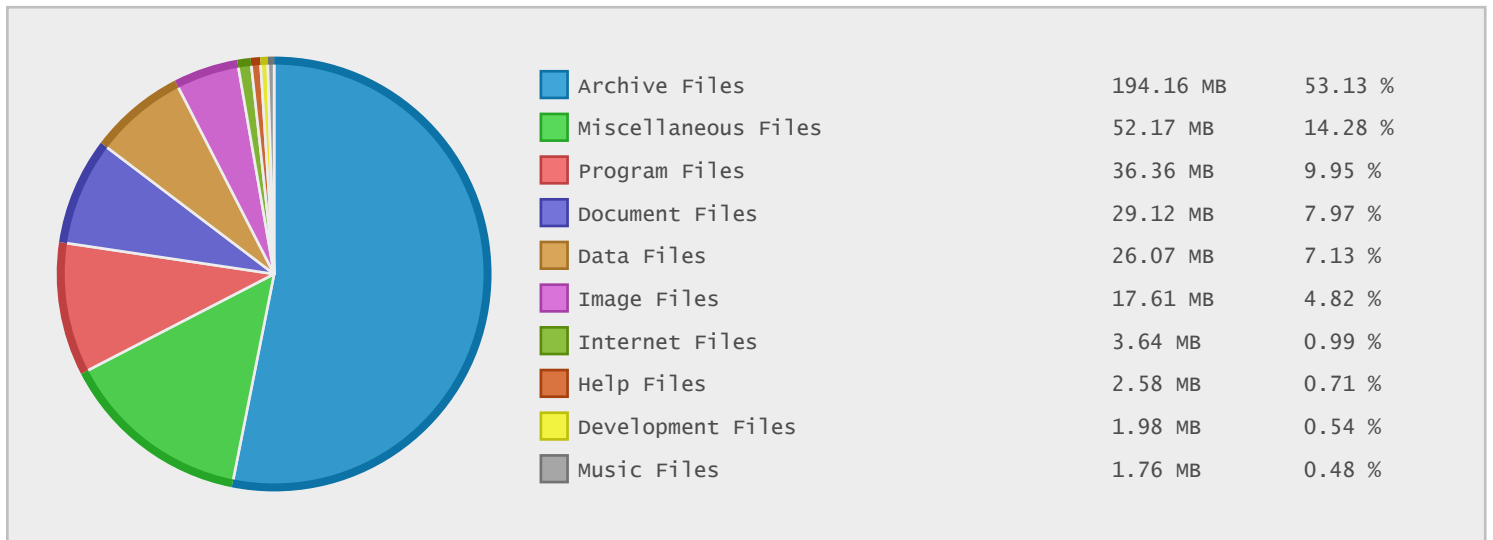 Archive Files 194.16 MB 53.13 %
Miscellaneous Files 52.17 MB 14.28 %
Program Files 36.36 MB 9.95 %
Document Files 29.12 MB 7.97 %
Data Files 26.07 MB 7.13 %
Image Files 17.61 MB 4.82 %
Internet Files 3.64 MB 0.99 %
Help Files 2.58 MB 0.71 %
Development Files 1.98 MB 0.54 %
Music Files 1.76 MB 0.48 %